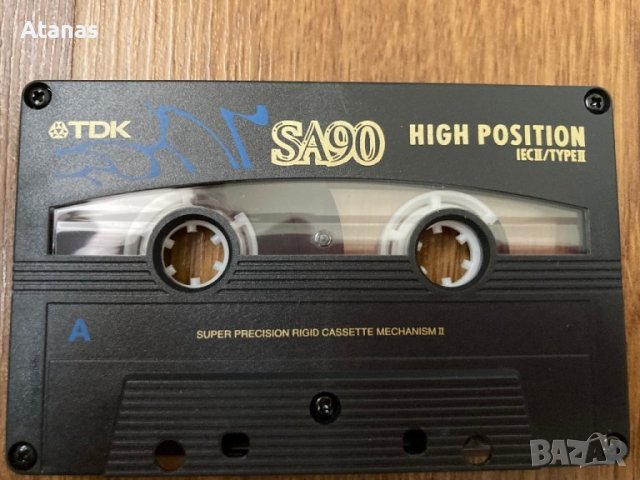 Atanas
TDK SA90 HIGH POSITION
IECII/TYPEII
A
SUPER PRECISION RIGID CASSETTE MECHANISM II
BAZAR